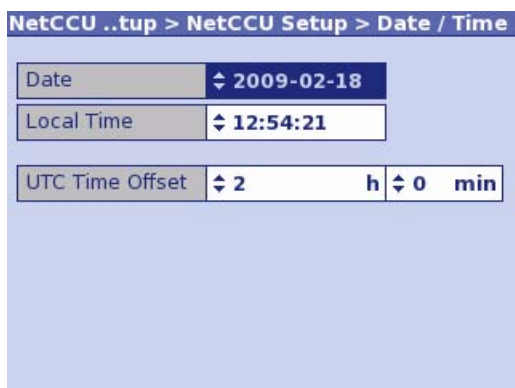 NetCCU ..tup > NetCCU Setup > Date / Time
Date 2009-02-18
Local Time 12:54:21
UTC Time Offset 2 h 0 min